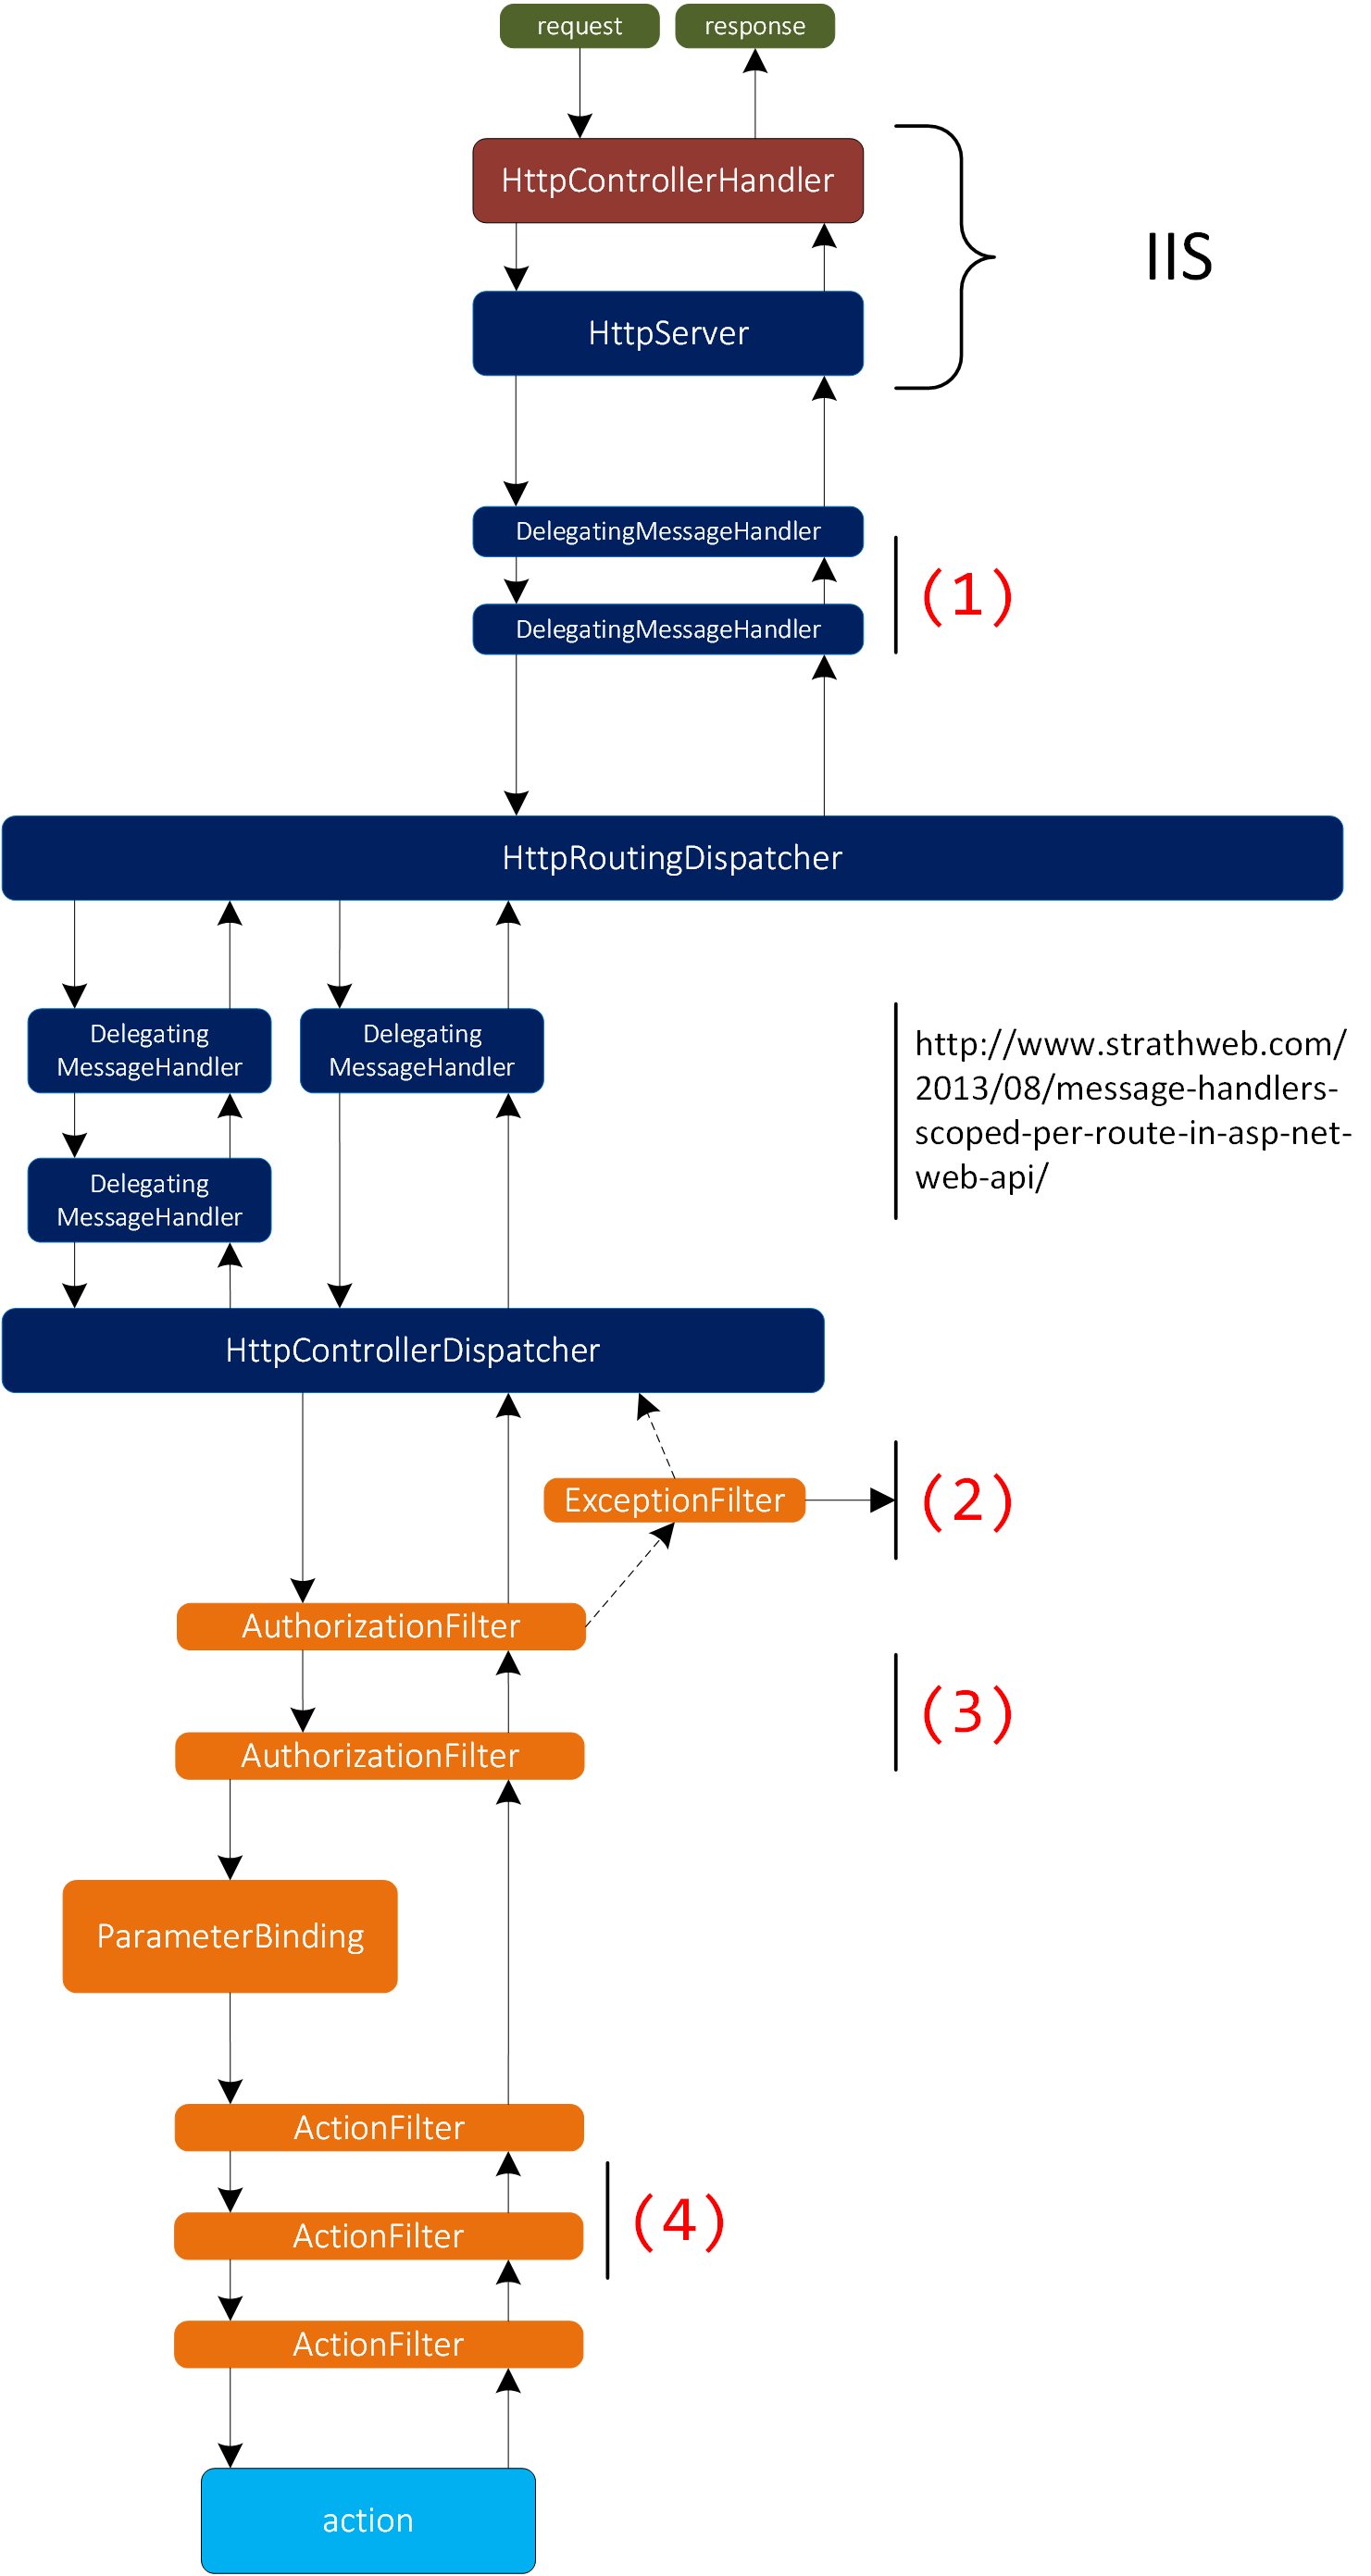 request
response
HttpControllerHandler
IIS
HttpServer
DelegatingMessageHandler
(1)
DelegatingMessageHandler
HttpRoutingDispatcher
Delegating
MessageHandler
Delegating
MessageHandler
http://www.strathweb.com/
2013/08/message-handlers-
scoped-per-route-in-asp-net-
web-api/
Delegating
MessageHandler
HttpControllerDispatcher
ExceptionFilter
(2)
AuthorizationFilter
(3)
AuthorizationFilter
ParameterBinding
ActionFilter
ActionFilter
(4)
ActionFilter
action